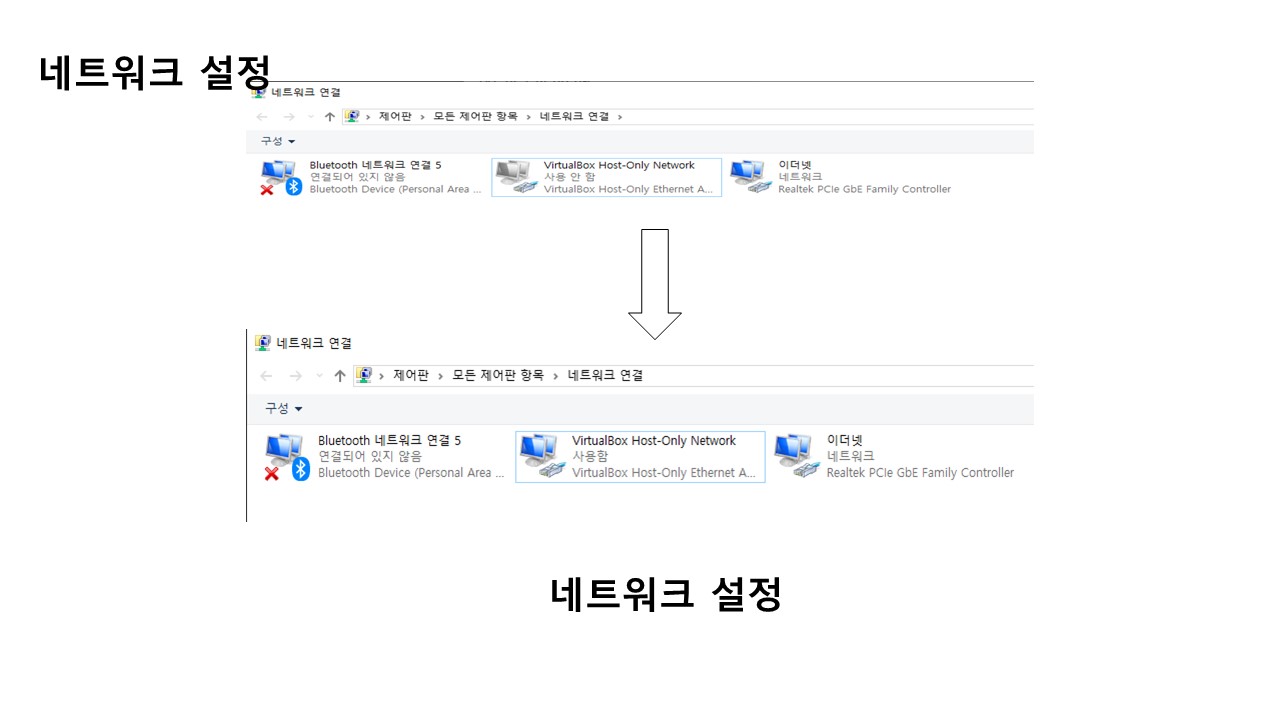 네트워크 설정
네트워크 연결
제어판 › 모든 제어판 항목 › 네트워크 연결 ›
구성
Bluetooth 네트워크 연결 5
연결되어 있지 않음
Bluetooth Device (Personal Area ...
VirtualBox Host-Only Network
사용 안 함
VirtualBox Host-Only Ethernet A...
이더넷
네트워크
Realtek PCIe GbE Family Controller
네트워크 연결
제어판 › 모든 제어판 항목 › 네트워크 연결
구성
Bluetooth 네트워크 연결 5
연결되어 있지 않음
Bluetooth Device (Personal Area ...
VirtualBox Host-Only Network
사용함
VirtualBox Host-Only Ethernet A...
이더넷
네트워크
Realtek PCIe GbE Family Controller
네트워크 설정